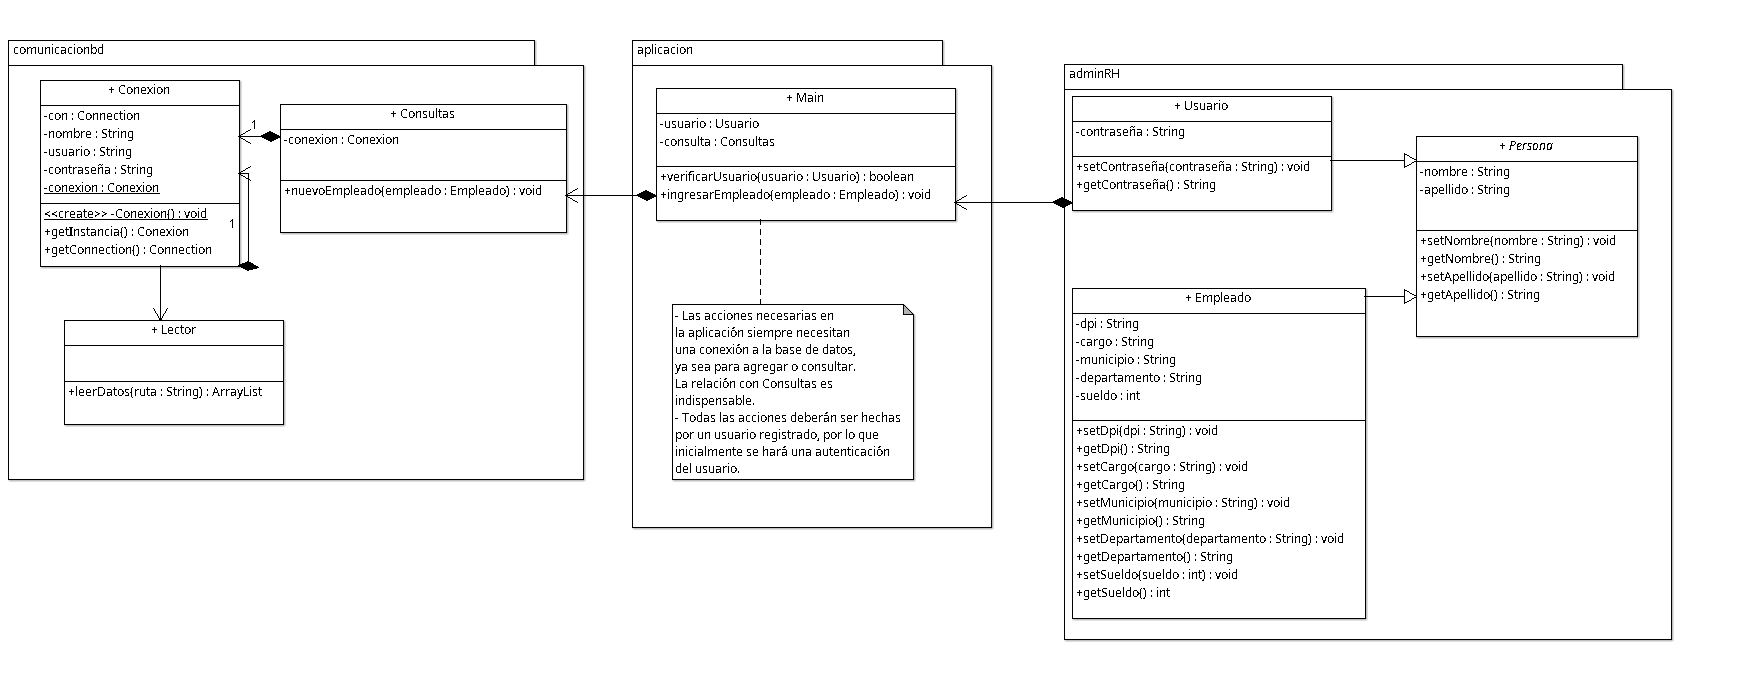 comunicacionbd
+ Conexion
-con : Connection
-nombre : String
-usuario : String
-contraseña : String
-conexion : Conexion
<<create>> -Conexion() : void
+getInstancia() : Conexion
+getConnection() : Connection
1
1
+ Consultas
-conexion : Conexion
+nuevoEmpleado(empleado : Empleado) : void
+ Lector
+leerDatos(ruta : String) : ArrayList
aplicacion
+ Main
-usuario : Usuario
-consulta : Consultas
+verificarUsuario(usuario : Usuario) : boolean
+ingresarEmpleado(empleado : Empleado) : void
- Las acciones necesarias en
la aplicación siempre necesitan
una conexión a la base de datos,
ya sea para agregar o consultar.
La relación con Consultas es
indispensable.
- Todas las acciones deberán ser hechas
por un usuario registrado, por lo que
inicialmente se hará una autenticación
del usuario.
adminRH
+ Usuario
-contraseña : String
+setContraseña(contraseña : String) : void
+getContraseña() : String
+ Persona
-nombre : String
-apellido : String
+setNombre(nombre : String) : void
+getNombre() : String
+setApellido(apellido : String) : void
+getApellido() : String
+ Empleado
-dpi : String
-cargo : String
-municipio : String
-departamento : String
-sueldo : int
+setDpi(dpi : String) : void
+getDpi() : String
+setCargo(cargo : String) : void
+getCargo() : String
+setMunicipio(municipio : String) : void
+getMunicipio() : String
+setDepartamento(departamento : String) : void
+getDepartamento() : String
+setSueldo(sueldo : int) : void
+getSueldo() : int